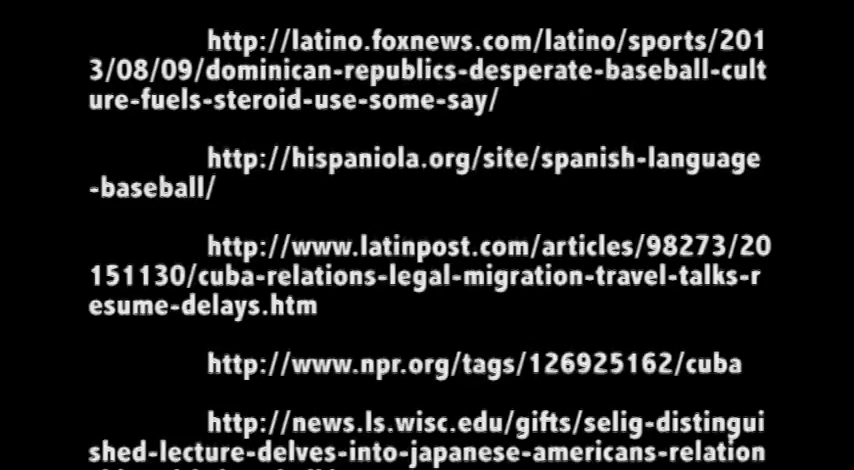 http://latino.foxnews.com/latino/sports/201
3/08/09/dominican-republics-desperate-baseball-cult
ure-fuels-steroid-use-some-say/
http://hispaniola.org/site/spanish-language
-baseball/
http://www.latinpost.com/articles/98273/20
151130/cuba-relations-legal-migration-travel-talks-r
esume-delays.htm
http://www.npr.org/tags/126925162/cuba
http://news.ls.wisc.edu/gifts/selig-distingui
shed-lecture-delves-into-japanese-americans-relation